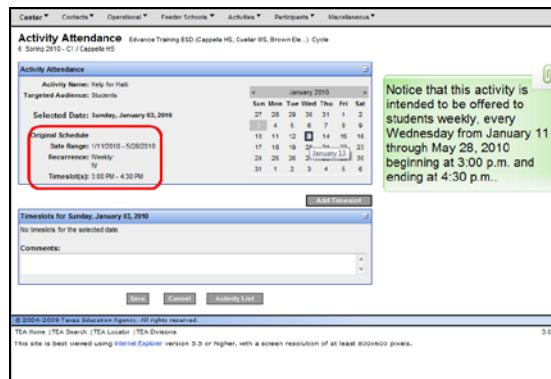 Center Contacts Operational Feeder Schools Activities Participants Miscellaneous
Activity Attendance Edvance Training ESD (Cappella HS, Cuellar MS, Brown Ele...) Cycle
6 Spring 2010 - C1 / Cappella HS
Activity Attendance
Activity Name: Help for Haiti
Targeted Audience: Students
Selected Date: Sunday, January 03, 2010
Original Schedule
Date Range: 1/11/2010 - 5/28/2010
Recurrence: Weekly:
W
Timeslot(s): 3:00 PM - 4:30 PM
< January 2010 >
Sun Mon Tue Wed Thu Fri Sat
27 28 29 30 31 1 2
3 4 5 6 7 8 9
10 11 12 13 14 15 16
17 18 19 20 23
January 13
24 25 26 30
31 1 2 3 4 5 6
Add Timeslot
Timeslots for Sunday, January 03, 2010
No timeslots for the selected date.
Comments:
Save Cancel Activity List
© 2004-2009 Texas Education Agency. All rights reserved.
TEA Home | TEA Search | TEA Locator | TEA Divisions
This site is best viewed using Internet Explorer version 5.5 or higher, with a screen resolution of at least 800x600 pixels.
Notice that this activity is
intended to be offered to
students weekly, every
Wednesday from January 11
through May 28, 2010
beginning at 3:00 p.m. and
ending at 4:30 p.m..